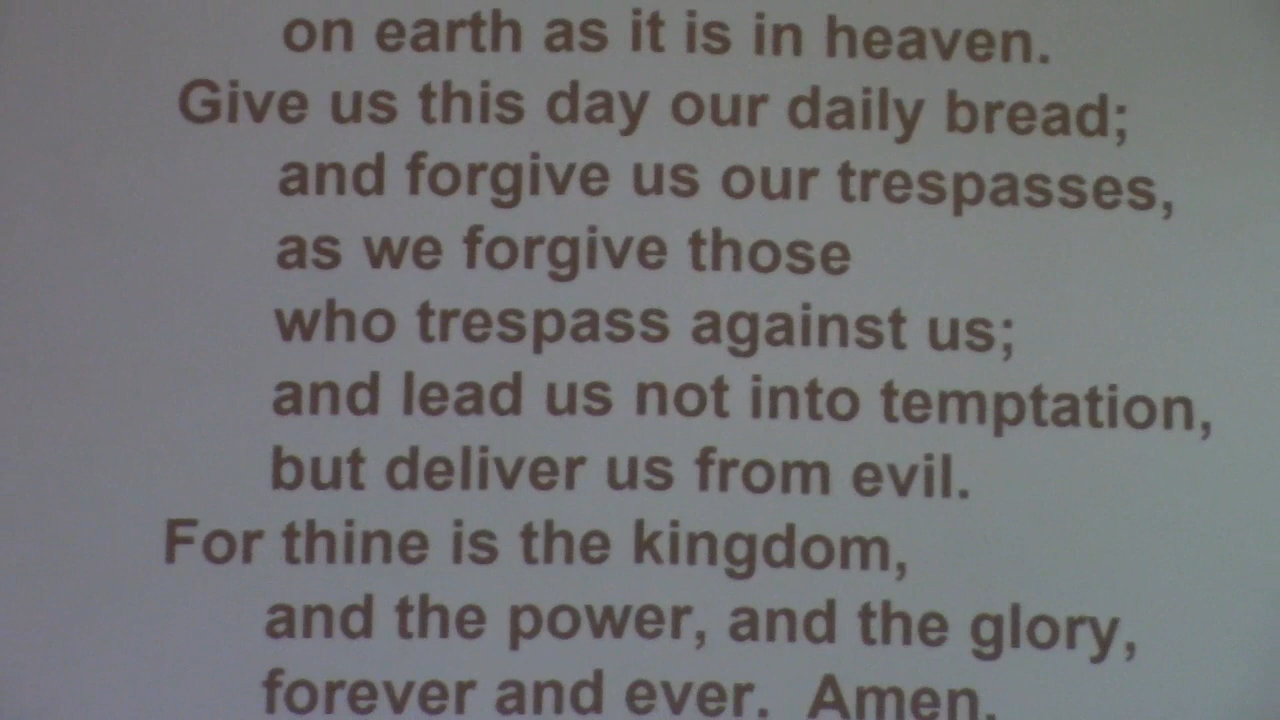 on earth as it is in heaven.
Give us this day our daily bread;
and forgive us our trespasses,
as we forgive those
who trespass against us;
and lead us not into temptation,
but deliver us from evil.
For thine is the kingdom,
and the power, and the glory,
forever and ever.  Amen.